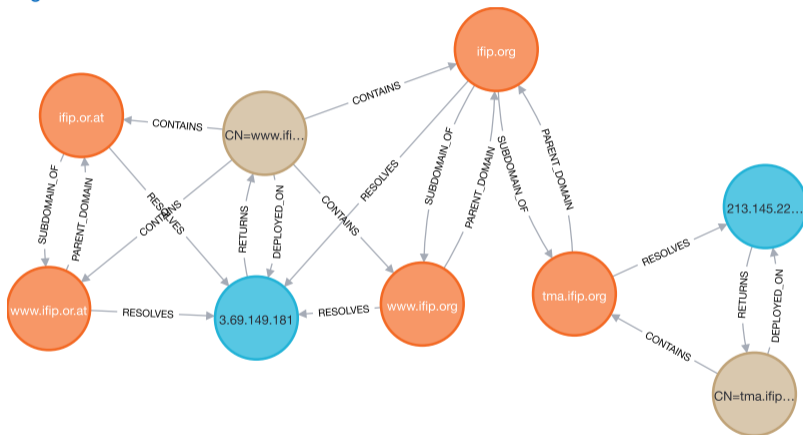 ifip.org
ifip.or.at
CONTAINS
CONTAINS
CN=www.ifi…
SUBDOMAIN_OF
PARENT_DOMAIN
RESOLVES
CONTAINS
RETURNS
DEPLOYED_ON
CONTAINS
RESOLVES
SUBDOMAIN_OF
PARENT_DOMAIN
SUBDOMAIN_OF
PARENT_DOMAIN
213.145.22…
RESOLVES
tma.ifip.org
www.ifip.or.at
RESOLVES
3.69.149.181
RESOLVES
www.ifip.org
RETURNS
DEPLOYED_ON
CONTAINS
CN=tma.ifip…